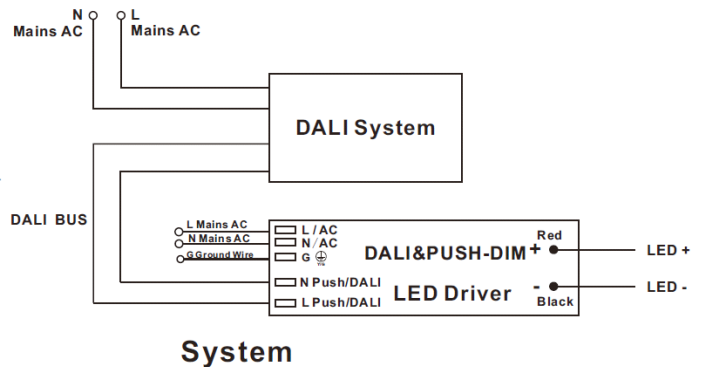 N
L
Mains AC
Mains AC
DALI System
DALI BUS
L Mains AC
N Mains AC
G Ground Wire
L/AC
N/AC
G
N Push/DALI
L Push/DALI
DALI&PUSH-DIM
LED Driver
Red
+
-
Black
LED +
LED -
System